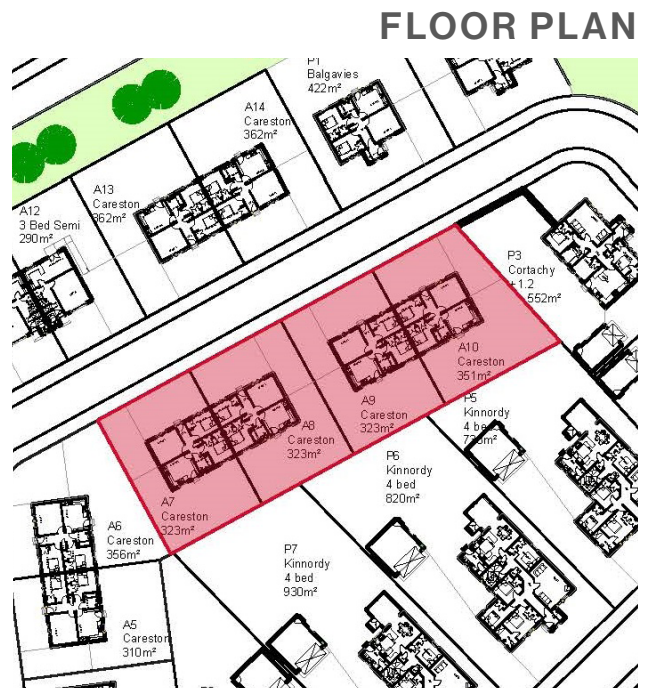 FLOOR PLAN
P1
Balgavies
422m²
A14
Careston
362m²
A13
Careston
362m²
A12
3 Bed Semi
290m²
P3
Cortachy
+1.2
552m²
A10
Careston
351m²
A9
Careston
323m²
A8
Careston
323m²
A7
Careston
323m²
P5
Kinnordy
4 bed
P6
Kinnordy
4 bed
820m²
A6
Careston
356m²
P7
Kinnordy
4 bed
930m²
A5
Careston
310m²